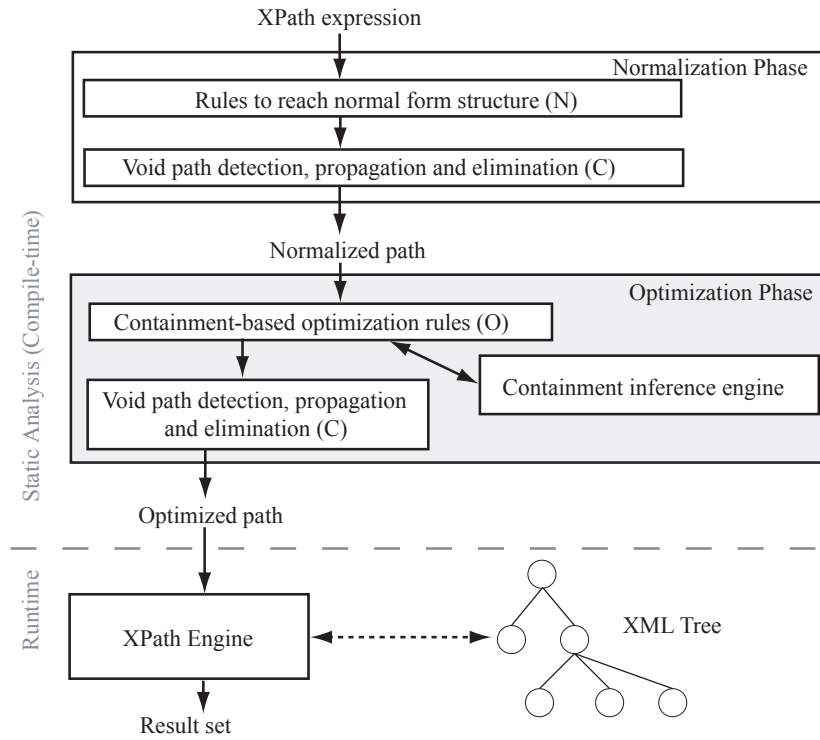 XPath expression
Normalization Phase
Rules to reach normal form structure (N)
Void path detection, propagation and elimination (C)
Normalized path
Optimization Phase
Containment-based optimization rules (O)
Containment inference engine
Void path detection, propagation
and elimination (C)
Static Analysis (Compile-time)
Optimized path
Runtime
XPath Engine
XML Tree
Result set